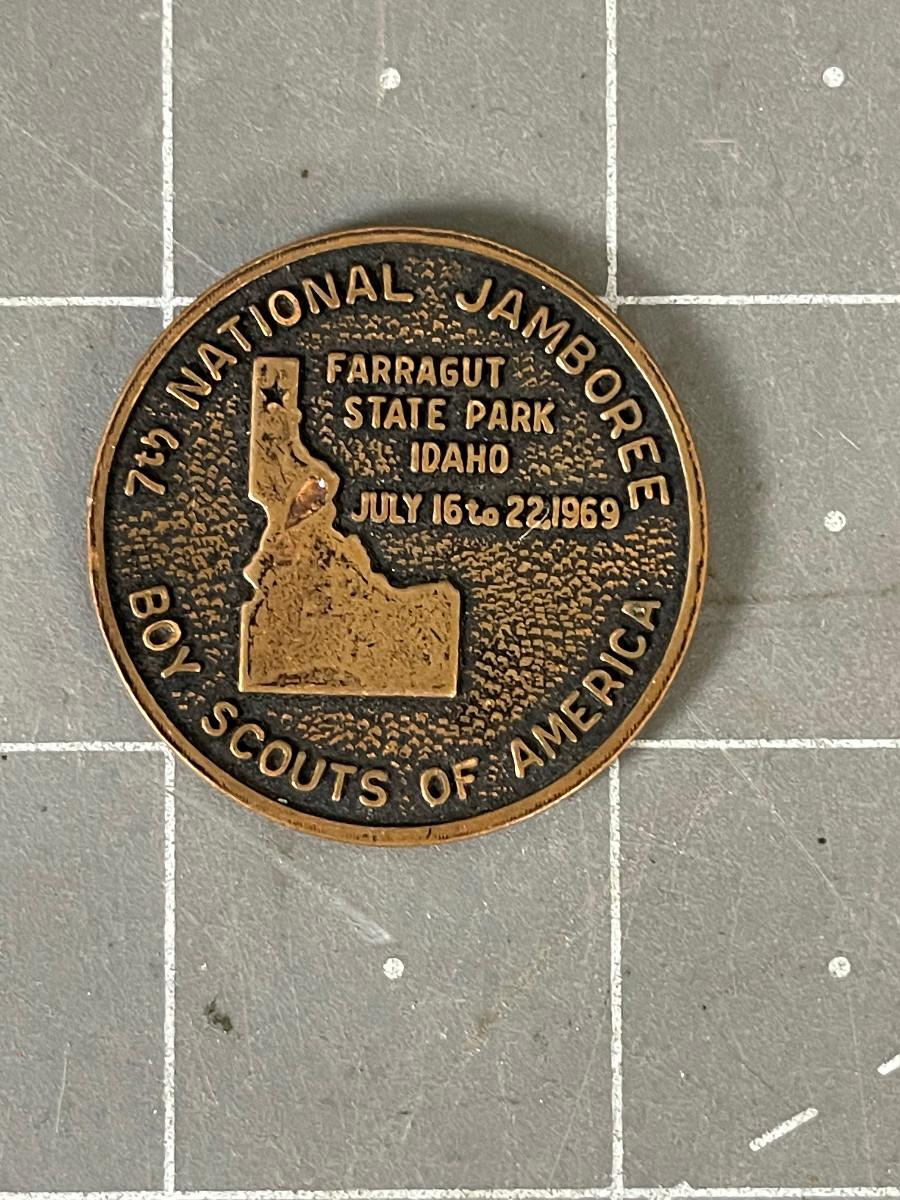 7th NATIONAL JAMBOREE
FARRAGUT
STATE PARK
IDAHO
JULY 16 to 22, 1969
BOY SCOUTS OF AMERICA